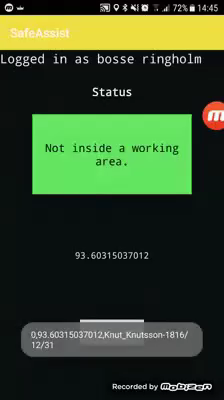 72% 14:45
SafeAssist
Logged in as bosse ringholm
Status
Not inside a working
area.
93.60315037012
0,93.60315037012,Knut_Knutsson-1816/
12/31
Recorded by mobizen